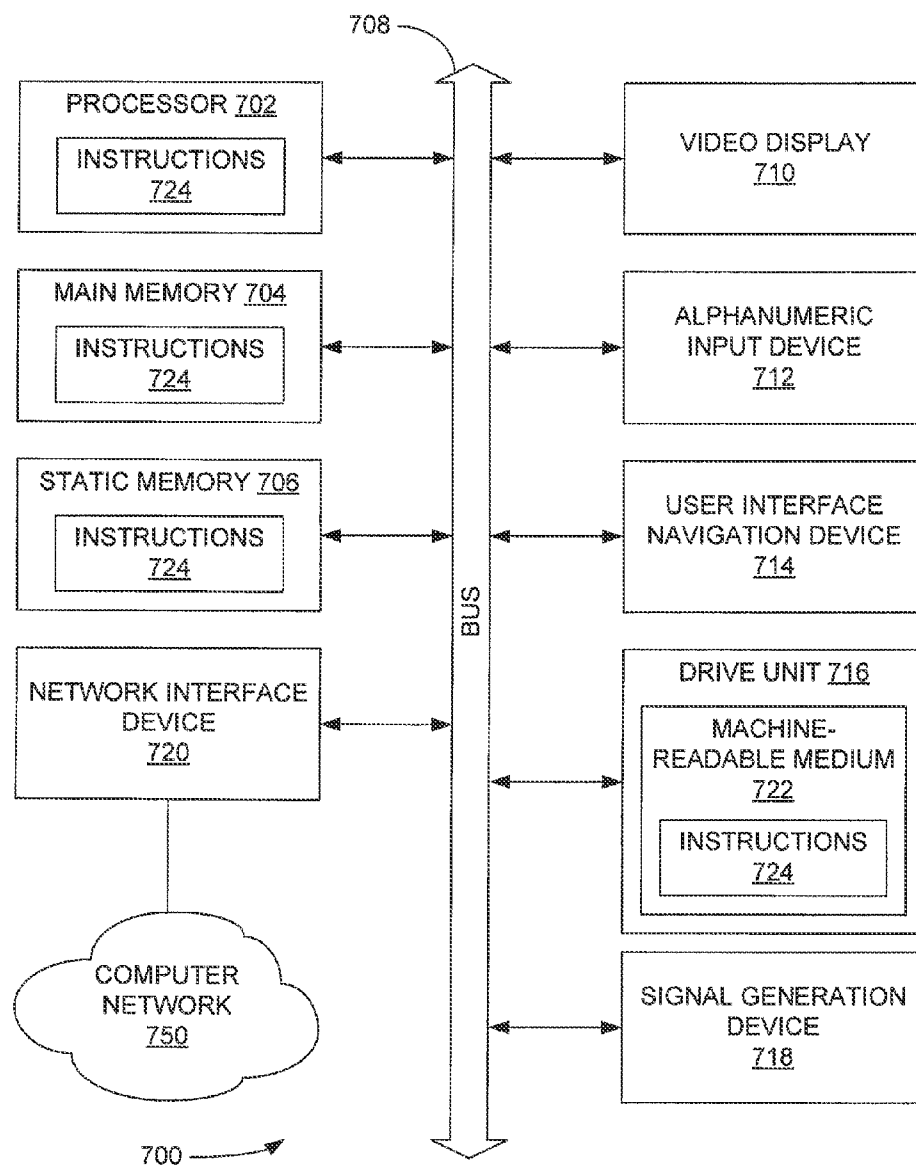 708
PROCESSOR 702
INSTRUCTIONS
724
MAIN MEMORY 704
INSTRUCTIONS
724
STATIC MEMORY 706
INSTRUCTIONS
724
NETWORK INTERFACE
DEVICE
720
COMPUTER
NETWORK
750
700
BUS
VIDEO DISPLAY
710
ALPHANUMERIC
INPUT DEVICE
712
USER INTERFACE
NAVIGATION DEVICE
714
DRIVE UNIT 716
MACHINE-
READABLE MEDIUM
722
INSTRUCTIONS
724
SIGNAL GENERATION
DEVICE
718